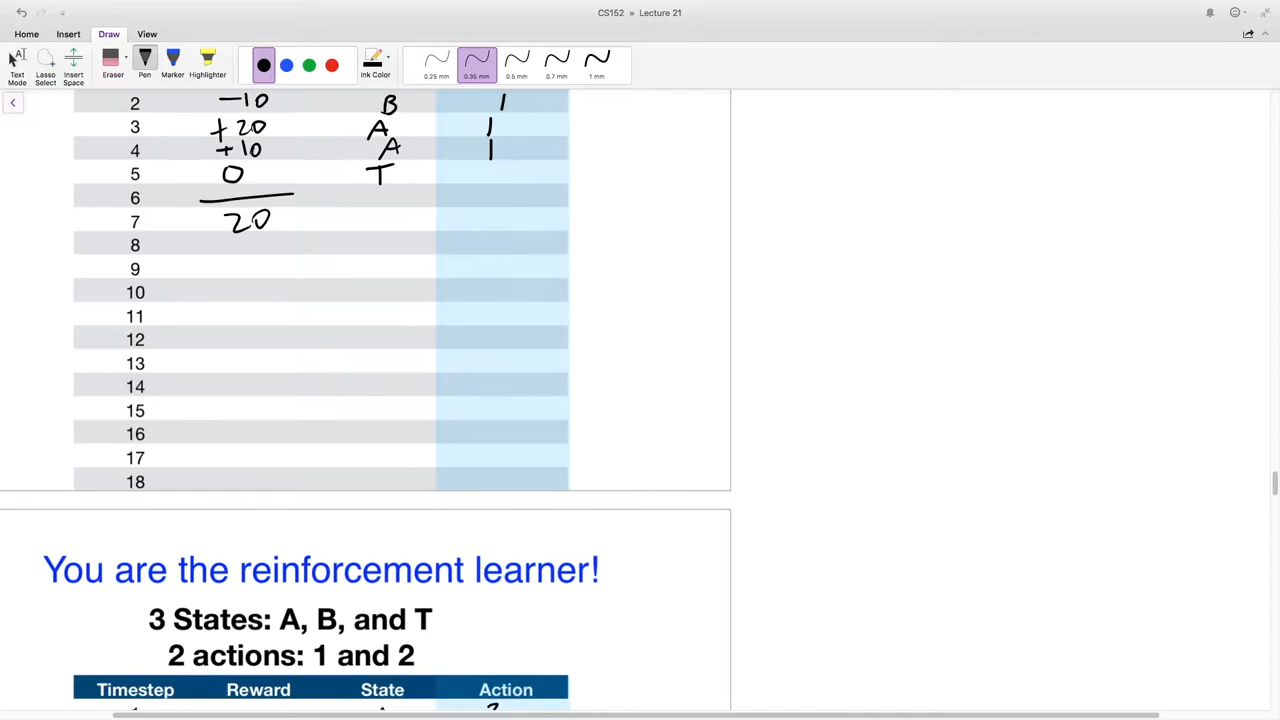 CS152 » Lecture 21
Home Insert Draw View
Text Mode Lasso Select Insert Space Eraser Pen Marker Highlighter Ink Color 0.25 mm 0.35 mm 0.5 mm 0.7 mm 1 mm
2 -10 B 1
3 +20 A 1
4 +10 A 1
5 0 T
6
7 20
8
9
10
11
12
13
14
15
16
17
18
You are the reinforcement learner!
3 States: A, B, and T
2 actions: 1 and 2
Timestep Reward State Action